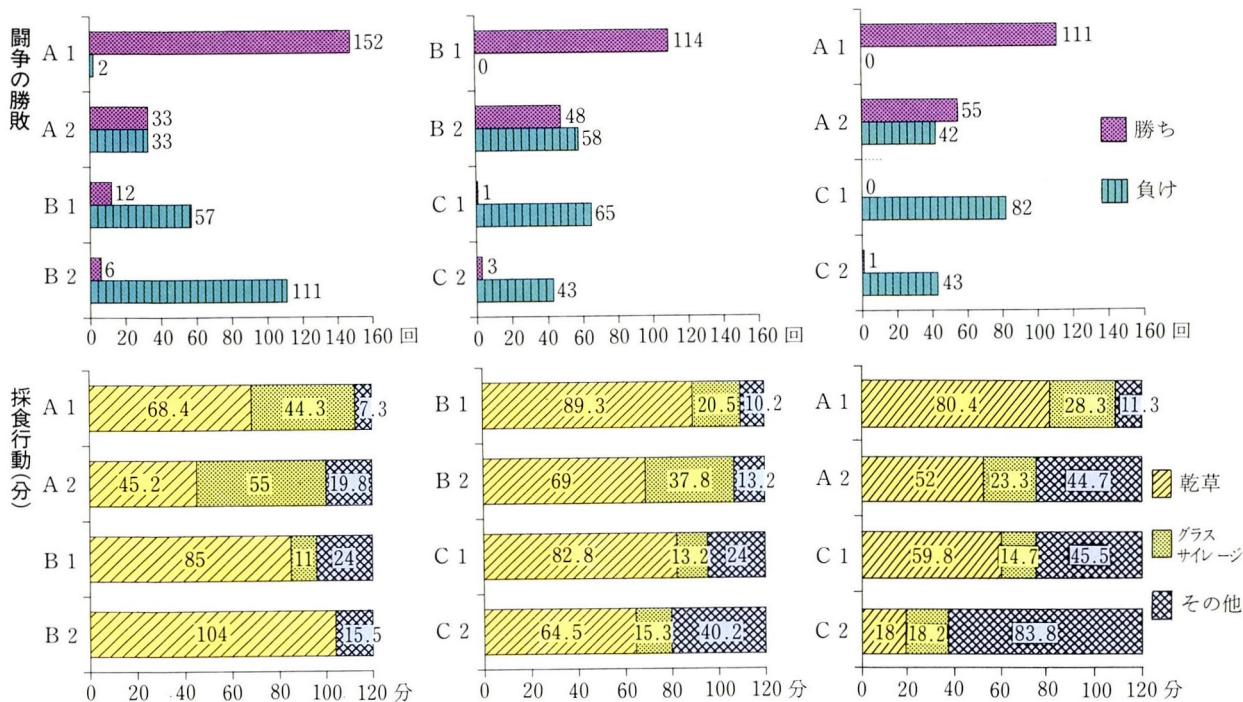 闘争の勝敗
A 1
152
2
A 2
33
33
B 1
12
57
B 2
6
111
0 20 40 60 80 100 120 140 160 回
B 1
114
0
B 2
48
58
C 1
1
65
C 2
3
43
0 20 40 60 80 100 120 140 160 回
A 1
111
0
A 2
55
42
C 1
0
82
C 2
1
43
0 20 40 60 80 100 120 140 160 回
勝ち
負け
採食行動(分)
A 1 68.4 44.3 7.3
A 2 45.2 55 19.8
B 1 85 11 24
B 2 104 15.5
0 20 40 60 80 100 120 分
B 1 89.3 20.5 10.2
B 2 69 37.8 13.2
C 1 82.8 13.2 24
C 2 64.5 15.3 40.2
0 20 40 60 80 100 120 分
A 1 80.4 28.3 11.3
A 2 52 23.3 44.7
C 1 59.8 14.7 45.5
C 2 18 18.2 83.8
0 20 40 60 80 100 120 分
乾草
グラス
サイレージ
その他